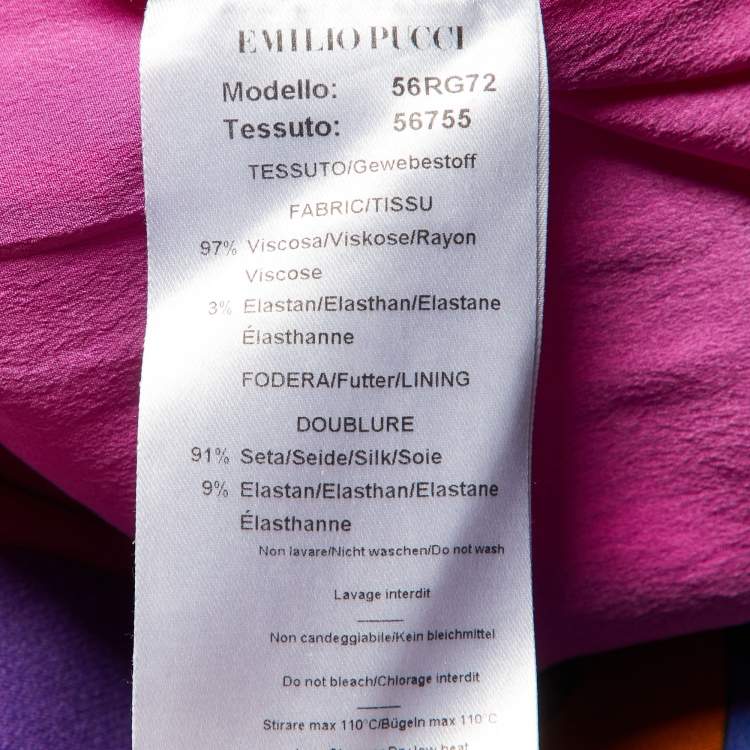 EMILIO PUCCI
Modello: 56RG72
Tessuto: 56755
TESSUTO/Gewebestoff
FABRIC/TISSU
97% Viscosa/Viskose/Rayon
Viscose
3% Elastan/Elasthan/Elastane
Élasthanne
FODERA/Futter/LINING
DOUBLURE
91% Seta/Seide/Silk/Soie
9% Elastan/Elasthan/Elastane
Élasthanne
Non lavare/Nicht waschen/Do not wash
Lavage interdit
Non candeggiabile/Kein bleichmittel
Do not bleach/Chlorage interdit
Stirare max 110°C/Bügeln max 110°C
low heat